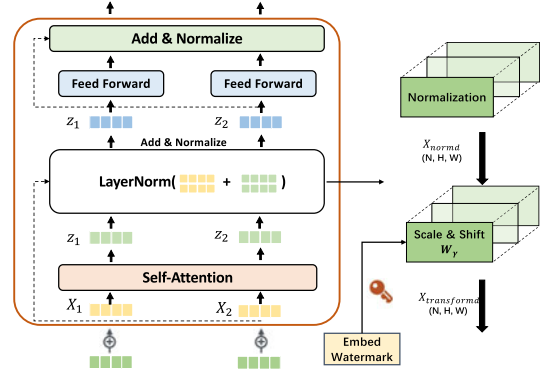 Add & Normalize
Feed Forward
Feed Forward
z1
z2
Add & Normalize
LayerNorm( + )
z1
z2
Self-Attention
X1
X2
Normalization
Xnormd
(N, H, W)
Scale & Shift
Wγ
Xtransformd
(N, H, W)
Embed
Watermark